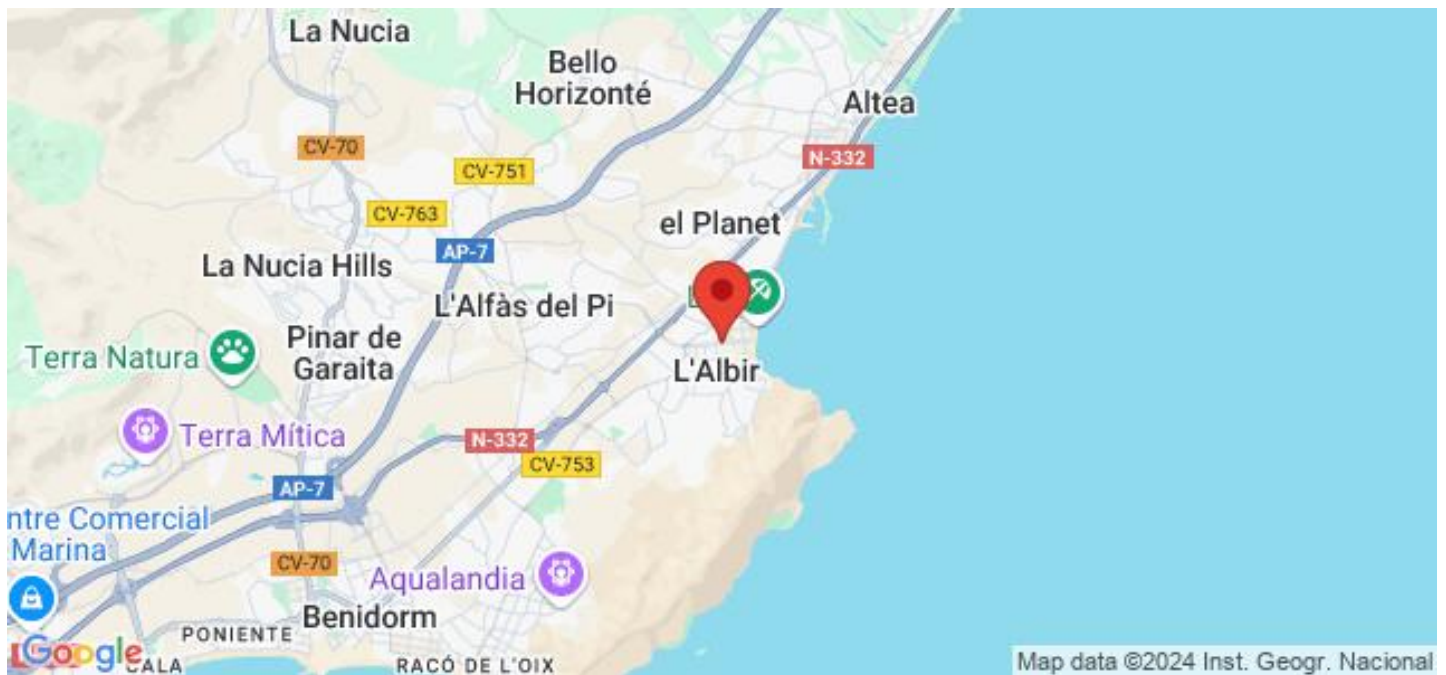 La Nucia
Bello
Horizonté
Altea
CV-70
CV-751
N-332
CV-763
el Planet
AP-7
La Nucia Hills
L'Alfàs del Pi
Terra Natura
Pinar de
Garaita
L'Albir
Terra Mítica
N-332
CV-753
AP-7
ntre Comercial
Marina
CV-70
Aqualandia
Benidorm
PONIENTE
Google
CALA
RACÓ DE L'OIX
Map data ©2024 Inst. Geogr. Nacional